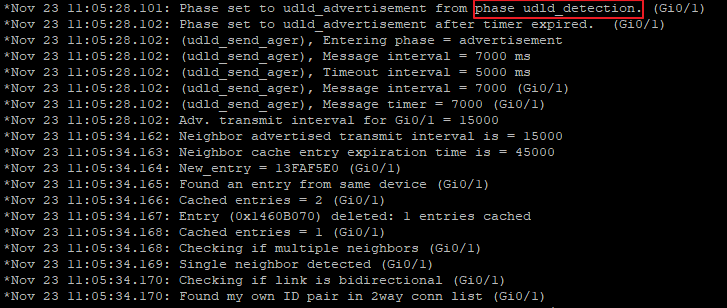 *Nov 23 11:05:28.101: Phase set to udld_advertisement from phase udld_detection. (Gi0/1)
*Nov 23 11:05:28.102: Phase set to udld_advertisement after timer expired.  (Gi0/1)
*Nov 23 11:05:28.102: (udld_send_ager), Entering phase = advertisement
*Nov 23 11:05:28.102: (udld_send_ager), Message interval = 7000 ms
*Nov 23 11:05:28.102: (udld_send_ager), Timeout interval = 5000 ms
*Nov 23 11:05:28.102: (udld_send_ager), Message interval = 7000 (Gi0/1)
*Nov 23 11:05:28.102: (udld_send_ager), Message timer = 7000 (Gi0/1)
*Nov 23 11:05:28.102: Adv. transmit interval for Gi0/1 = 15000
*Nov 23 11:05:34.162: Neighbor advertised transmit interval is = 15000
*Nov 23 11:05:34.163: Neighbor cache entry expiration time is = 45000
*Nov 23 11:05:34.164: New_entry = 13FAF5E0 (Gi0/1)
*Nov 23 11:05:34.165: Found an entry from same device (Gi0/1)
*Nov 23 11:05:34.166: Cached entries = 2 (Gi0/1)
*Nov 23 11:05:34.167: Entry (0x1460B070) deleted: 1 entries cached
*Nov 23 11:05:34.168: Cached entries = 1 (Gi0/1)
*Nov 23 11:05:34.168: Checking if multiple neighbors (Gi0/1)
*Nov 23 11:05:34.169: Single neighbor detected (Gi0/1)
*Nov 23 11:05:34.170: Checking if link is bidirectional (Gi0/1)
*Nov 23 11:05:34.170: Found my own ID pair in 2way conn list (Gi0/1)